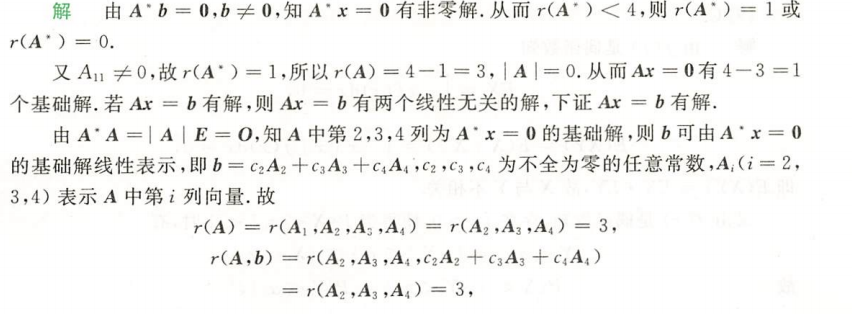 解 由 A*b = 0,b ≠ 0,知 A*x = 0 有非零解.从而 r(A*) < 4,则 r(A*) = 1 或
r(A*) = 0.
又 A₁₁ ≠ 0,故 r(A*) = 1,所以 r(A) = 4－1 = 3,|A| = 0.从而 Ax = 0 有 4－3 = 1
个基础解.若 Ax = b 有解,则 Ax = b 有两个线性无关的解,下证 Ax = b 有解.
由 A*A = |A|E = O,知 A 中第 2,3,4 列为 A*x = 0 的基础解,则 b 可由 A*x = 0
的基础解线性表示,即 b = c₂A₂ + c₃A₃ + c₄A₄,c₂,c₃,c₄ 为不全为零的任意常数,Aᵢ(i = 2,
3,4) 表示 A 中第 i 列向量.故
r(A) = r(A₁,A₂,A₃,A₄) = r(A₂,A₃,A₄) = 3,
r(A,b) = r(A₂,A₃,A₄,c₂A₂ + c₃A₃ + c₄A₄)
= r(A₂,A₃,A₄) = 3,